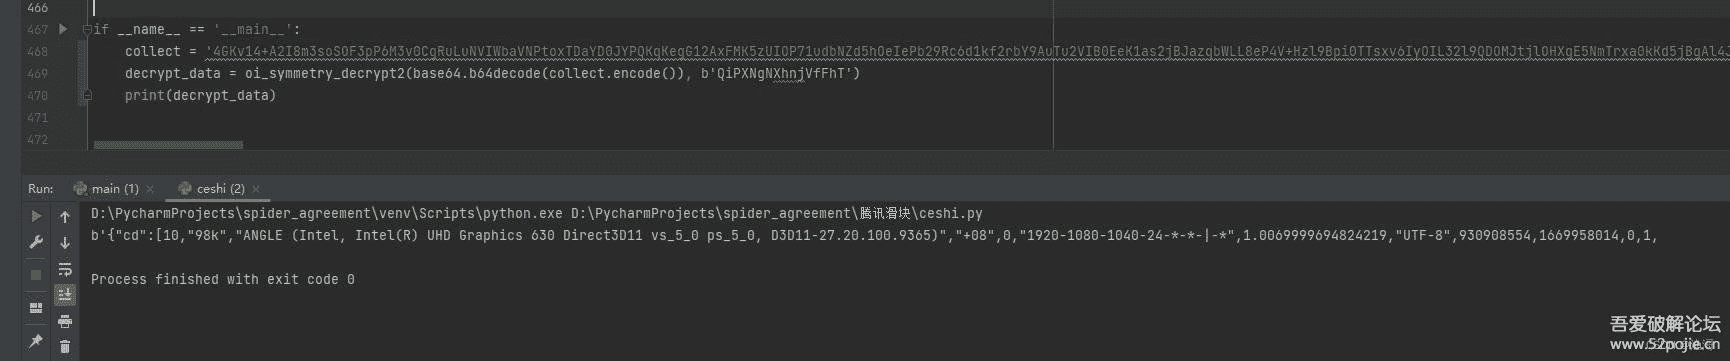 466
467 if __name__ == '__main__':
468 collect = '4GKv14+A2I8m3soSOF3pP6M3v0CgRuLuNVIWbaVNPtoxTDaYD0JYPQKqKegG12AxFMK5zUIOP71udbNZd5hOeIePb29Rc6d1kf2rbY9AuTu2VIB0EeK1as2jBJazqbWLL8eP4V+Hzl9Bpi0TTsxv6IyOIL32l9QDOMJtjlOHXgE5NmTrxa0kKd5jBgAl4J
469 decrypt_data = oi_symmetry_decrypt2(base64.b64decode(collect.encode()), b'QiPXNgNXhnjVfFhT')
470 print(decrypt_data)
471
472
Run: main (1) × ceshi (2) ×
D:\PycharmProjects\spider_agreement\venv\Scripts\python.exe D:\PycharmProjects\spider_agreement\腾讯滑块\ceshi.py
b'{"cd":[10,"98k","ANGLE (Intel, Intel(R) UHD Graphics 630 Direct3D11 vs_5_0 ps_5_0, D3D11-27.20.100.9365)","+08",0,"1920-1080-1040-24-*-*-|-*",1.0069999694824219,"UTF-8",930908554,1669958014,0,1,
Process finished with exit code 0
吾爱破解论坛
www.52pojie.cn